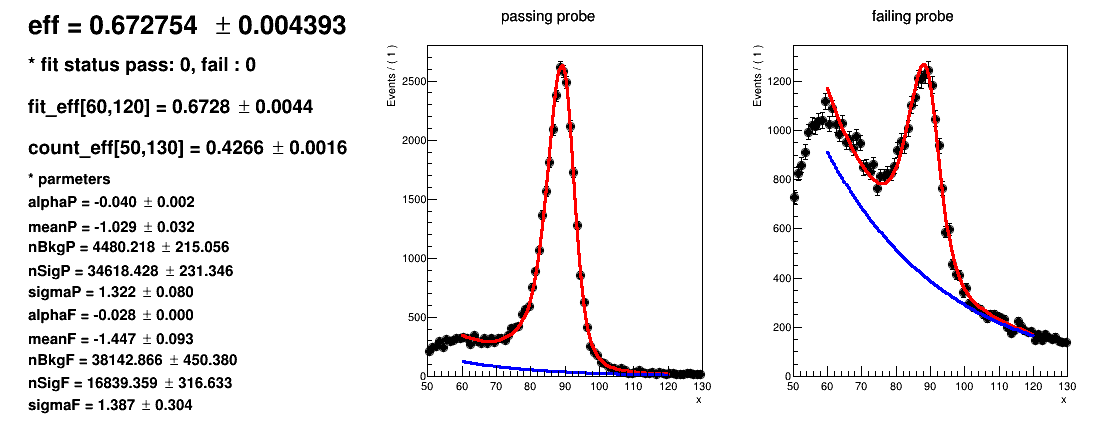 eff = 0.672754 ± 0.004393
* fit status pass: 0, fail : 0
fit_eff[60,120] = 0.6728 ± 0.0044
count_eff[50,130] = 0.4266 ± 0.0016
* parmeters
alphaP = -0.040 ± 0.002
meanP = -1.029 ± 0.032
nBkgP = 4480.218 ± 215.056
nSigP = 34618.428 ± 231.346
sigmaP = 1.322 ± 0.080
alphaF = -0.028 ± 0.000
meanF = -1.447 ± 0.093
nBkgF = 38142.866 ± 450.380
nSigF = 16839.359 ± 316.633
sigmaF = 1.387 ± 0.304
passing probe
Events / ( 1 )
2500
2000
1500
1000
500
0
50 60 70 80 90 100 110 120 130
x
failing probe
Events / ( 1 )
1200
1000
800
600
400
200
0
50 60 70 80 90 100 110 120 130
x